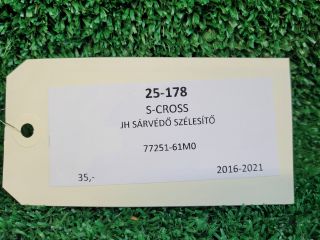 25-178
S-CROSS
JH SÁRVÉDŐ SZÉLESÍTŐ
77251-61M0
35,- 2016-2021